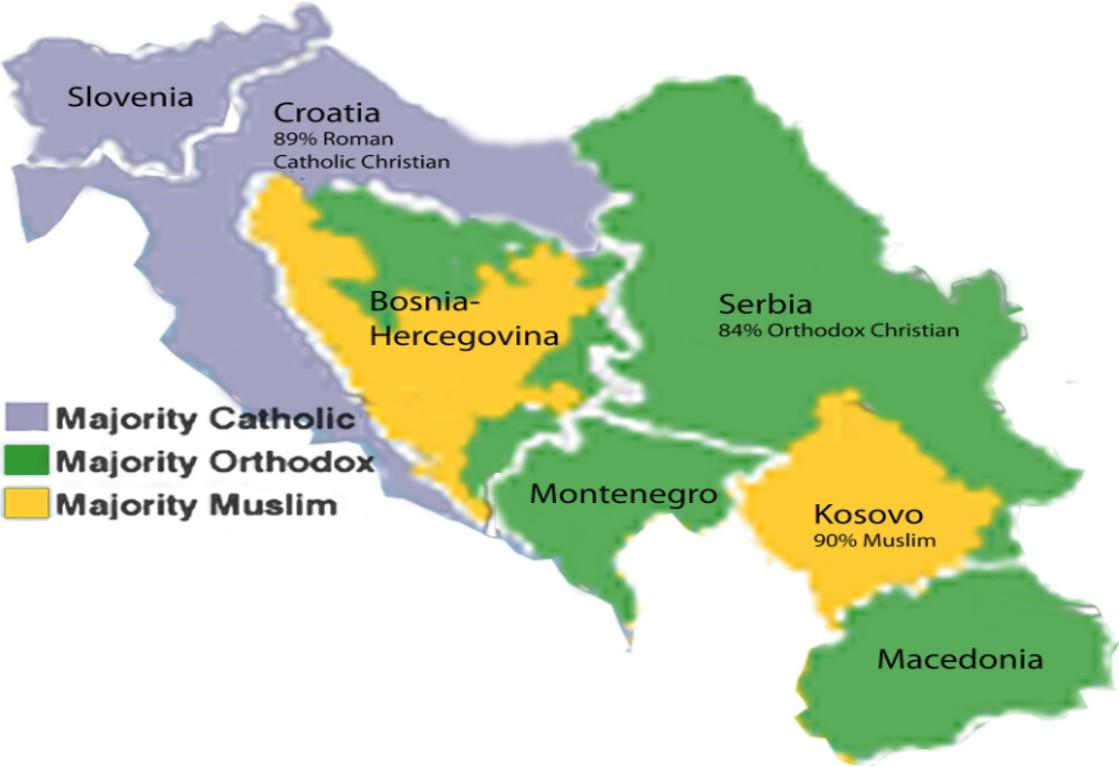 Slovenia
Croatia
89% Roman
Catholic Christian
Bosnia-
Hercegovina
Serbia
84% Orthodox Christian
Majority Catholic
Majority Orthodox
Majority Muslim
Montenegro
Kosovo
90% Muslim
Macedonia